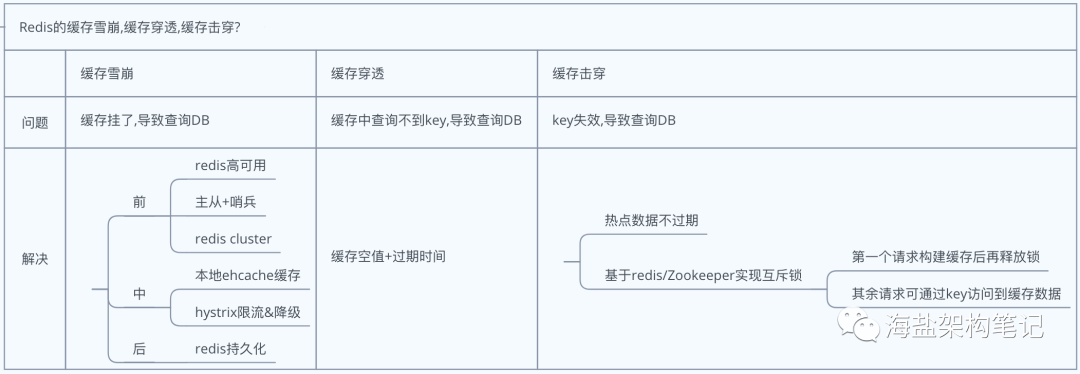 Redis的缓存雪崩,缓存穿透,缓存击穿?
缓存雪崩
缓存穿透
缓存击穿
问题
缓存挂了,导致查询DB
缓存中查询不到key,导致查询DB
key失效,导致查询DB
解决
前
redis高可用
主从+哨兵
redis cluster
中
本地ehcache缓存
hystrix限流&降级
后
redis持久化
缓存空值+过期时间
热点数据不过期
基于redis/Zookeeper实现互斥锁
第一个请求构建缓存后再释放锁
其余请求可通过key访问到缓存数据
海盐架构笔记